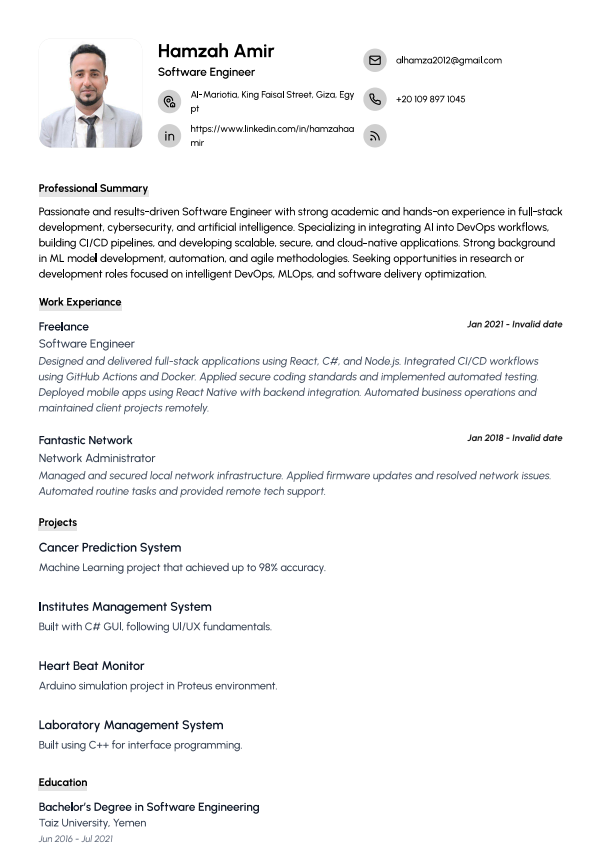 Hamzah Amir
Software Engineer
Al-Mariotia, King Faisal Street, Giza, Egy
pt
https://www.linkedin.com/in/hamzahaa
mir
alhamza2012@gmail.com
+20 109 897 1045
Professional Summary
Passionate and results-driven Software Engineer with strong academic and hands-on experience in full-stack
development, cybersecurity, and artificial intelligence. Specializing in integrating AI into DevOps workflows,
building CI/CD pipelines, and developing scalable, secure, and cloud-native applications. Strong background
in ML model development, automation, and agile methodologies. Seeking opportunities in research or
development roles focused on intelligent DevOps, MLOps, and software delivery optimization.
Work Experiance
Freelance
Jan 2021 - Invalid date
Software Engineer
Designed and delivered full-stack applications using React, C#, and Node.js. Integrated CI/CD workflows
using GitHub Actions and Docker. Applied secure coding standards and implemented automated testing.
Deployed mobile apps using React Native with backend integration. Automated business operations and
maintained client projects remotely.
Fantastic Network
Jan 2018 - Invalid date
Network Administrator
Managed and secured local network infrastructure. Applied firmware updates and resolved network issues.
Automated routine tasks and provided remote tech support.
Projects
Cancer Prediction System
Machine Learning project that achieved up to 98% accuracy.
Institutes Management System
Built with C# GUI, following UI/UX fundamentals.
Heart Beat Monitor
Arduino simulation project in Proteus environment.
Laboratory Management System
Built using C++ for interface programming.
Education
Bachelor's Degree in Software Engineering
Taiz University, Yemen
Jun 2016 - Jul 2021